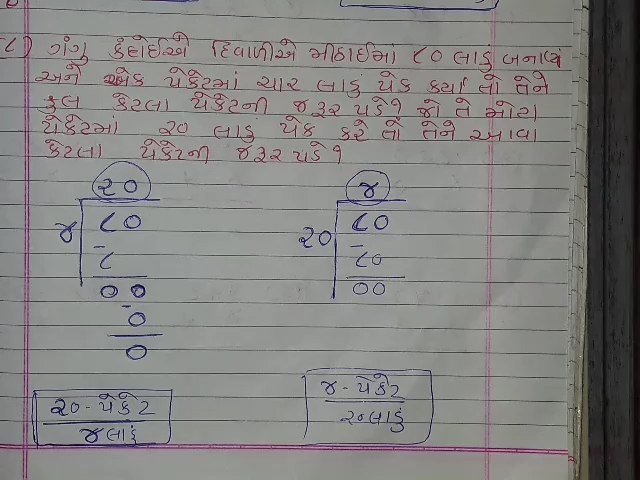 ૮) ગંગુ કંદોઈએ દિવાળીએ મીઠાઈમાં ૮૦ લાડું બનાવ્યાં
અને એક પેકેટમાં ચાર લાડું પેક કર્યા તો તેને
કુલ કેટલા પેકેટની જરૂર પડે? જો તે મોટા
પેકેટમાં ૨૦ લાડું પેક કરે તો તેને આવા
કેટલા પેકેટની જરૂર પડે?
૨૦
૪ ૮૦
- ૮
૦૦
- ૦
૦
૪
૨૦ ૮૦
- ૮૦
૦૦
૨૦ - પેકેટ
૪ લાડું
૪ - પેકેટ
૨૦ લાડું